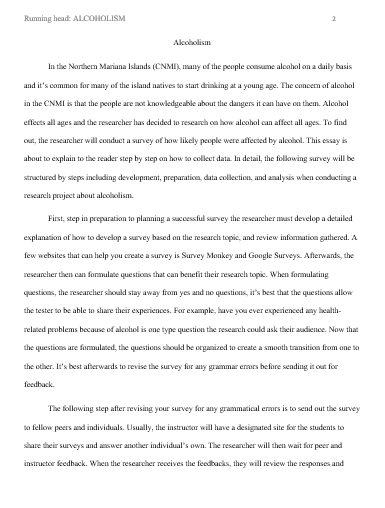 Running head: ALCOHOLISM 2
Alcoholism
In the Northern Mariana Islands (CNMI), many of the people consume alcohol on a daily basis
and it's common for many of the island natives to start drinking at a young age. The concern of alcohol
in the CNMI is that the people are not knowledgeable about the dangers it can have on them. Alcohol
effects all ages and the researcher has decided to research on how alcohol can affect all ages. To find
out, the researcher will conduct a survey of how likely people were affected by alcohol. This essay is
about to explain to the reader step by step on how to collect data. In detail, the following survey will be
structured by steps including development, preparation, data collection, and analysis when conducting a
research project about alcoholism.
First, step in preparation to planning a successful survey the researcher must develop a detailed
explanation of how to develop a survey based on the research topic, and review information gathered. A
few websites that can help you create a survey is Survey Monkey and Google Surveys. Afterwards, the
researcher then can formulate questions that can benefit their research topic. When formulating
questions, the researcher should stay away from yes and no questions, it's best that the questions allow
the tester to be able to share their experiences. For example, have you ever experienced any health-
related problems because of alcohol is one type question the researcher could ask their audience. Now that
the questions are formulated, the questions should be organized to create a smooth transition from one to
the other. It's best afterwards to revise the survey for any grammar errors before sending it out for
feedback.
The following step after revising your survey for any grammatical errors is to send out the survey
to fellow peers and individuals. Usually, the instructor will have a designated site for the students to
share their surveys and answer another individual's own. The researcher will then wait for peer and
instructor feedback. When the researcher receives the feedbacks, they will review the responses and